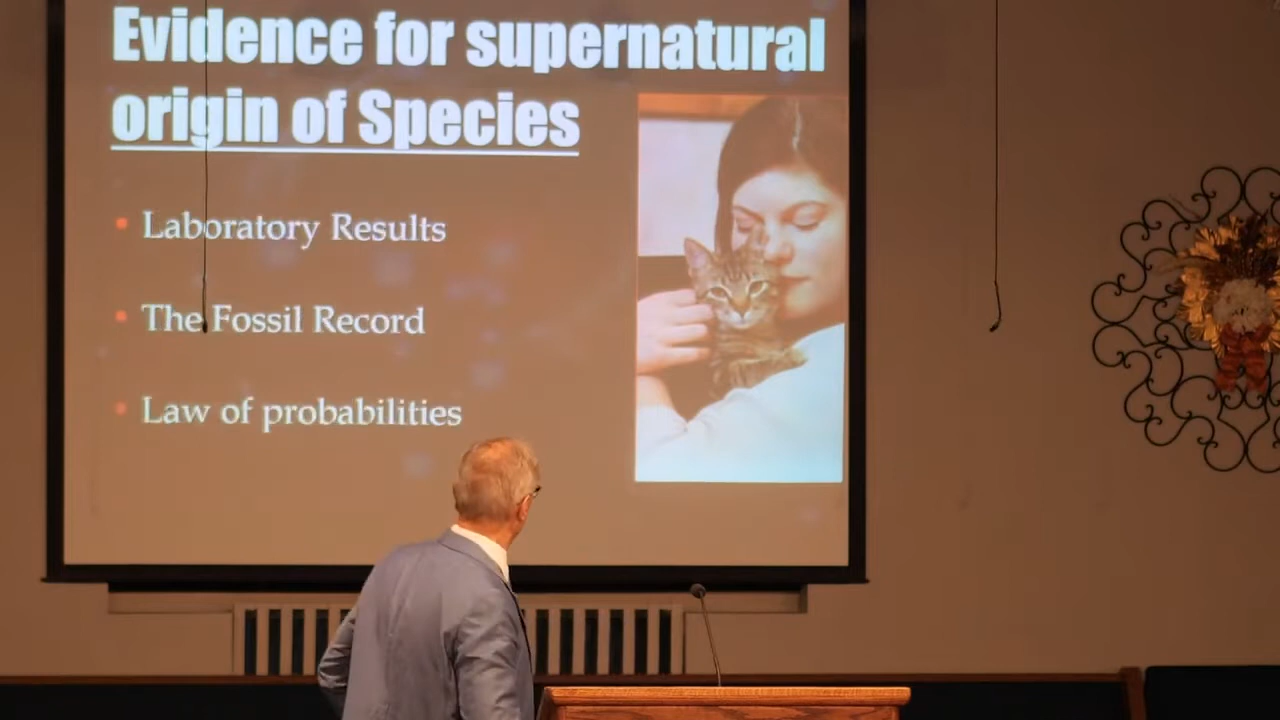 Evidence for supernatural
origin of Species
• Laboratory Results
• The Fossil Record
• Law of probabilities